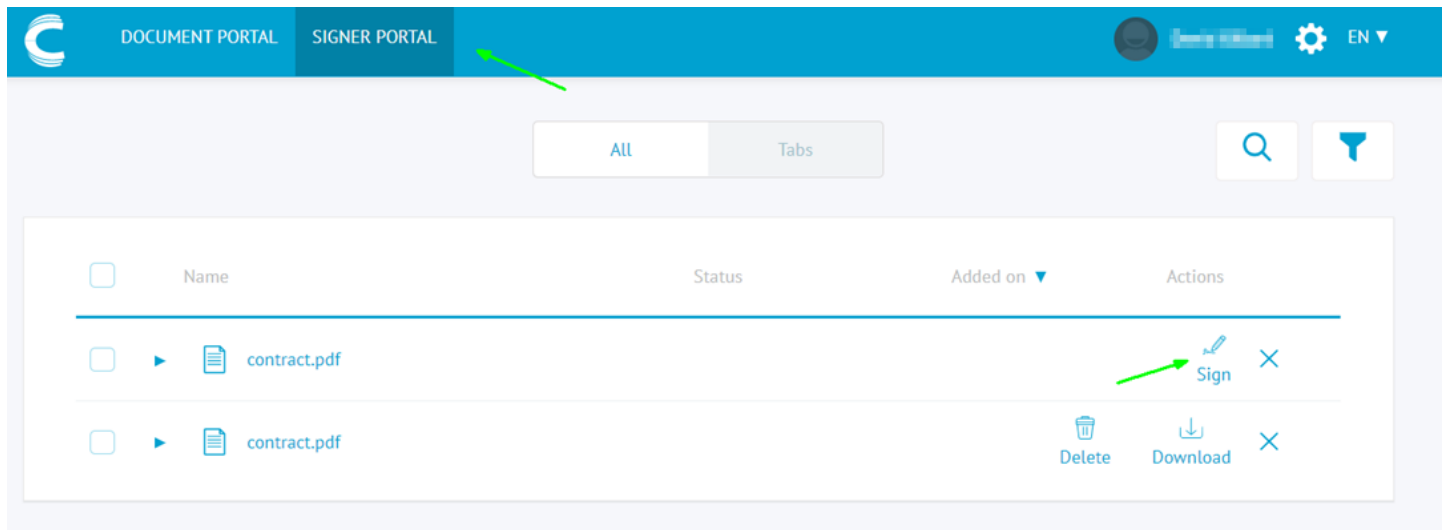 DOCUMENT PORTAL SIGNER PORTAL EN ▼
All Tabs
Name Status Added on ▼ Actions
contract.pdf Sign
contract.pdf Delete Download